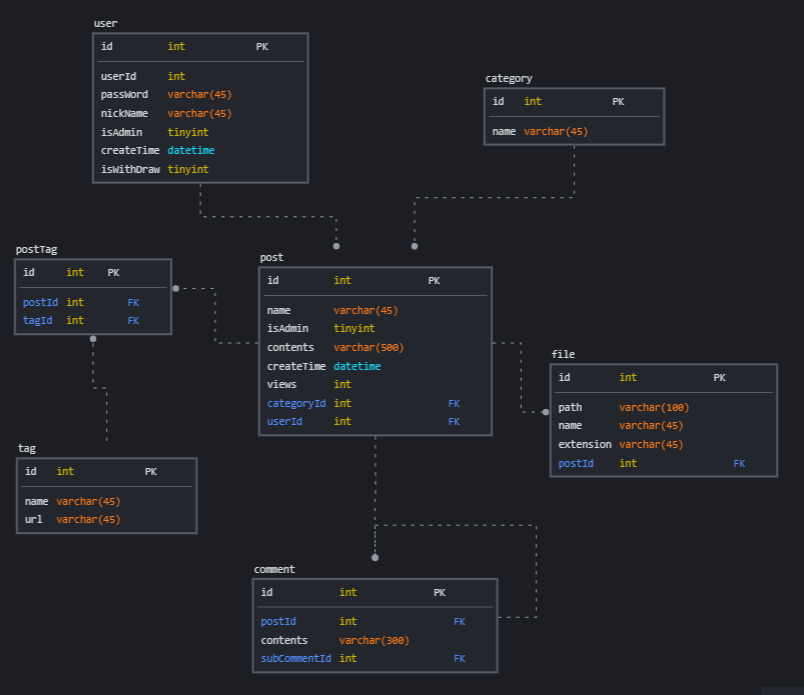 user
id int PK
userId int
passWord varchar(45)
nickName varchar(45)
isAdmin tinyint
createTime datetime
isWithDraw tinyint
category
id int PK
name varchar(45)
postTag
id int PK
postId int FK
tagId int FK
post
id int PK
name varchar(45)
isAdmin tinyint
contents varchar(500)
createTime datetime
views int
categoryId int FK
userId int FK
file
id int PK
path varchar(100)
name varchar(45)
extension varchar(45)
postId int FK
tag
id int PK
name varchar(45)
url varchar(45)
comment
id int PK
postId int FK
contents varchar(300)
subCommentId int FK